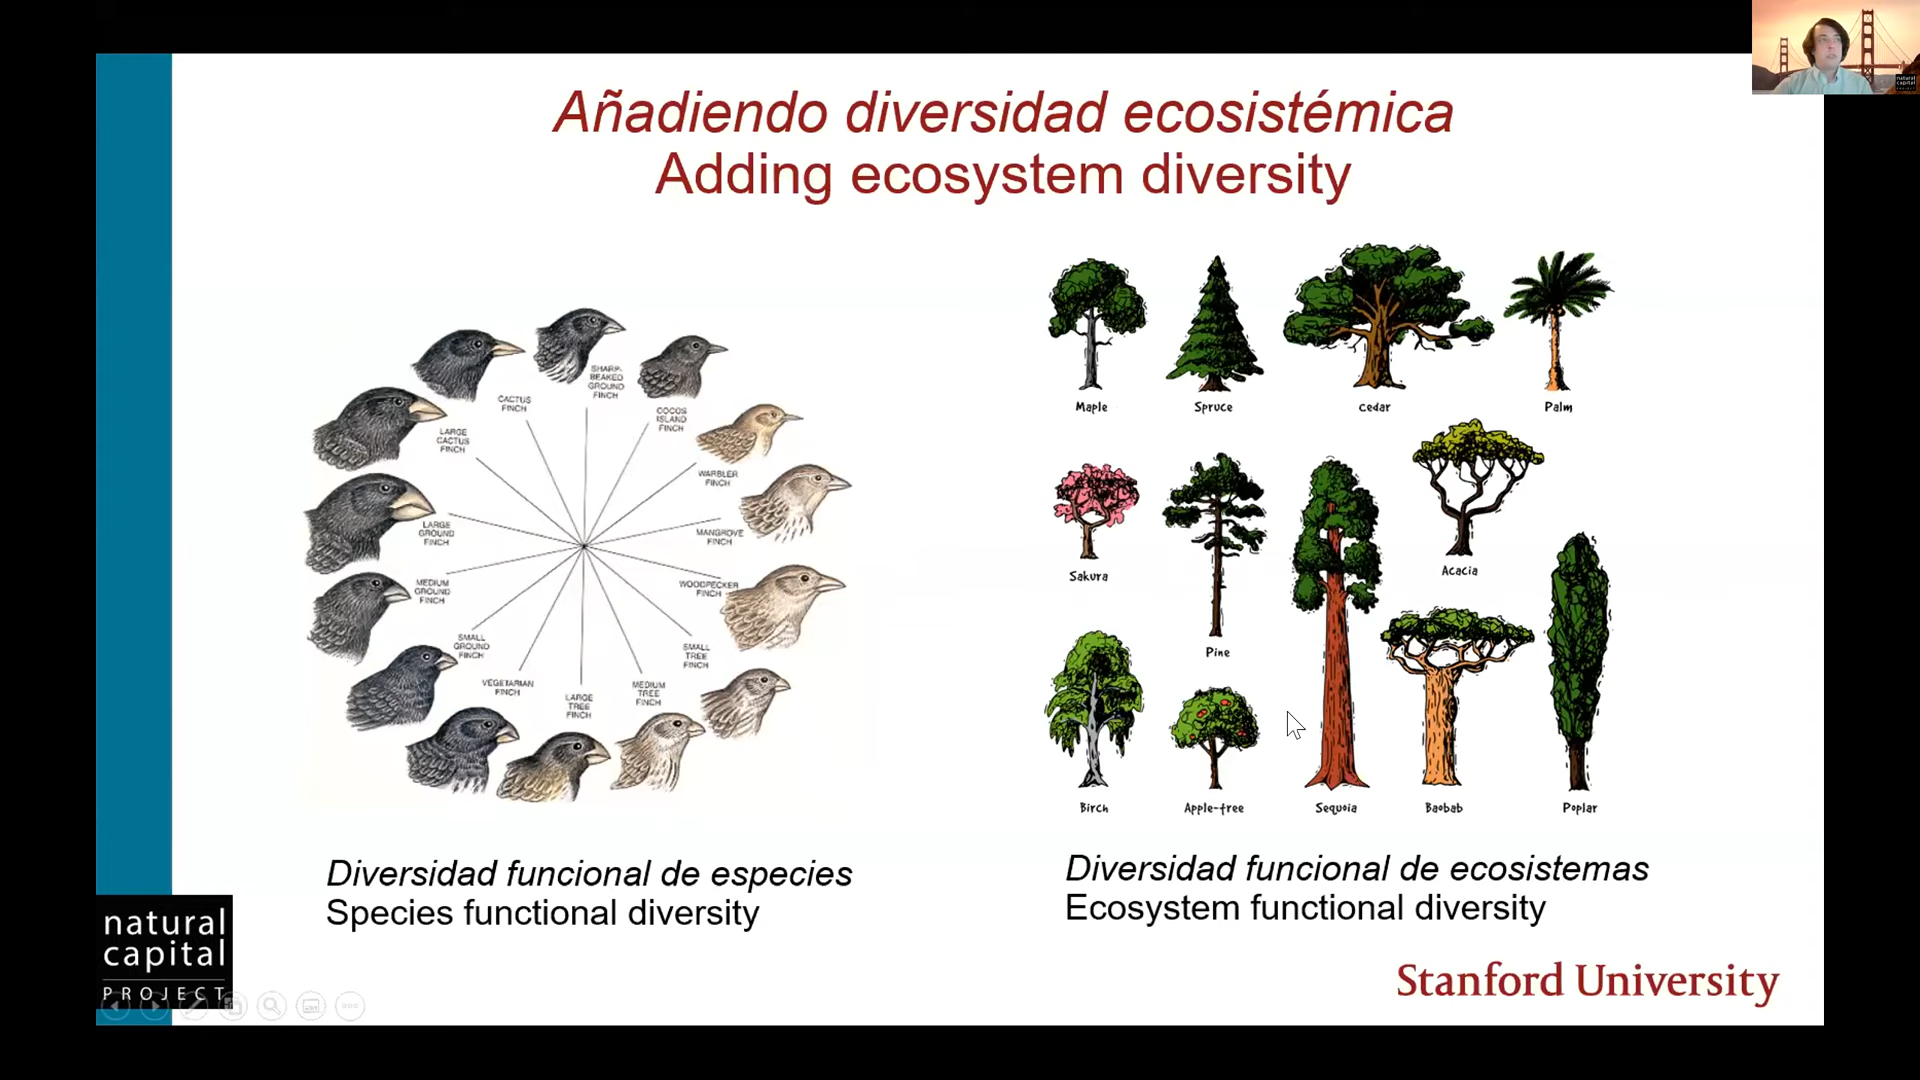 Añadiendo diversidad ecosistémica
Adding ecosystem diversity
SHARP-
BEAKED
GROUND
FINCH
CACTUS
FINCH
COCOS
ISLAND
FINCH
LARGE
CACTUS
FINCH
WARBLER
FINCH
LARGE
GROUND
FINCH
MANGROVE
FINCH
MEDIUM
GROUND
FINCH
WOODPECKER
FINCH
SMALL
GROUND
FINCH
SMALL
TREE
FINCH
VEGETARIAN
FINCH
LARGE
TREE
FINCH
MEDIUM
TREE
FINCH
Maple
Spruce
Cedar
Palm
Sakura
Pine
Acacia
Birch
Apple-tree
Sequoia
Baobab
Poplar
Diversidad funcional de especies
Species functional diversity
Diversidad funcional de ecosistemas
Ecosystem functional diversity
natural
capital
PROJECT
Stanford University
natural
capital
PROJECT